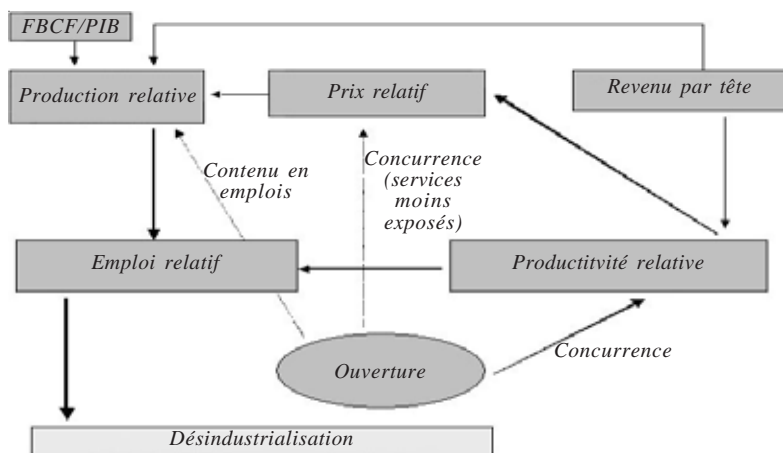 FBCF/PIB
Production relative
Prix relatif
Revenu par tête
Contenu en
emplois
Concurrence
(services
moins
exposés)
Emploi relatif
Productitvité relative
Ouverture
Concurrence
Désindustrialisation